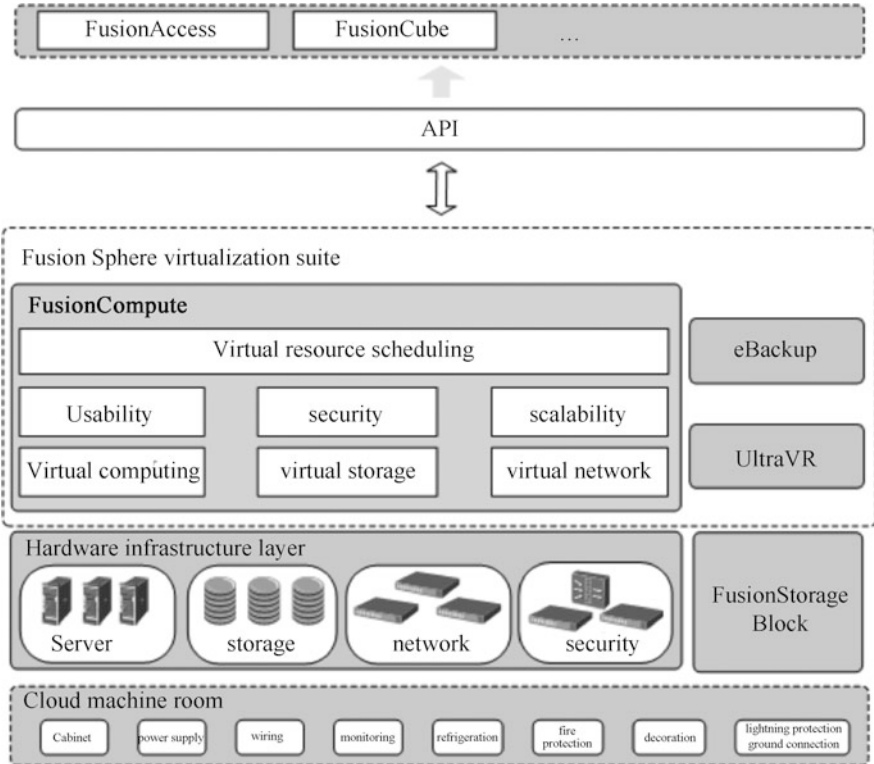 FusionAccess
FusionCube
...
API
Fusion Sphere virtualization suite
FusionCompute
Virtual resource scheduling
eBackup
Usability
security
scalability
Virtual computing
virtual storage
virtual network
UltraVR
Hardware infrastructure layer
Server
storage
network
security
FusionStorage
Block
Cloud machine room
Cabinet
power supply
wiring
monitoring
refrigeration
fire
protection
decoration
lightning protection
ground connection